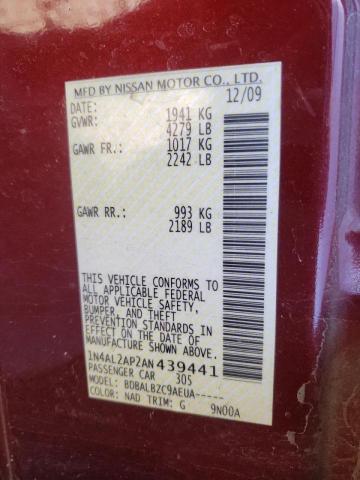 MFD BY NISSAN MOTOR CO., LTD.
DATE: 12/09
GVWR: 1941 KG
4279 LB
GAWR FR.: 1017 KG
2242 LB
GAWR RR.: 993 KG
2189 LB
THIS VEHICLE CONFORMS TO
ALL APPLICABLE FEDERAL
MOTOR VEHICLE SAFETY,
BUMPER, AND THEFT
PREVENTION STANDARDS IN
EFFECT ON THE DATE OF
MANUFACTURE SHOWN ABOVE.
1N4AL2AP2AN439441
PASSENGER CAR 305
MODEL: BDBALBZC9AEUA-----
COLOR: NAD TRIM: G 9N00A